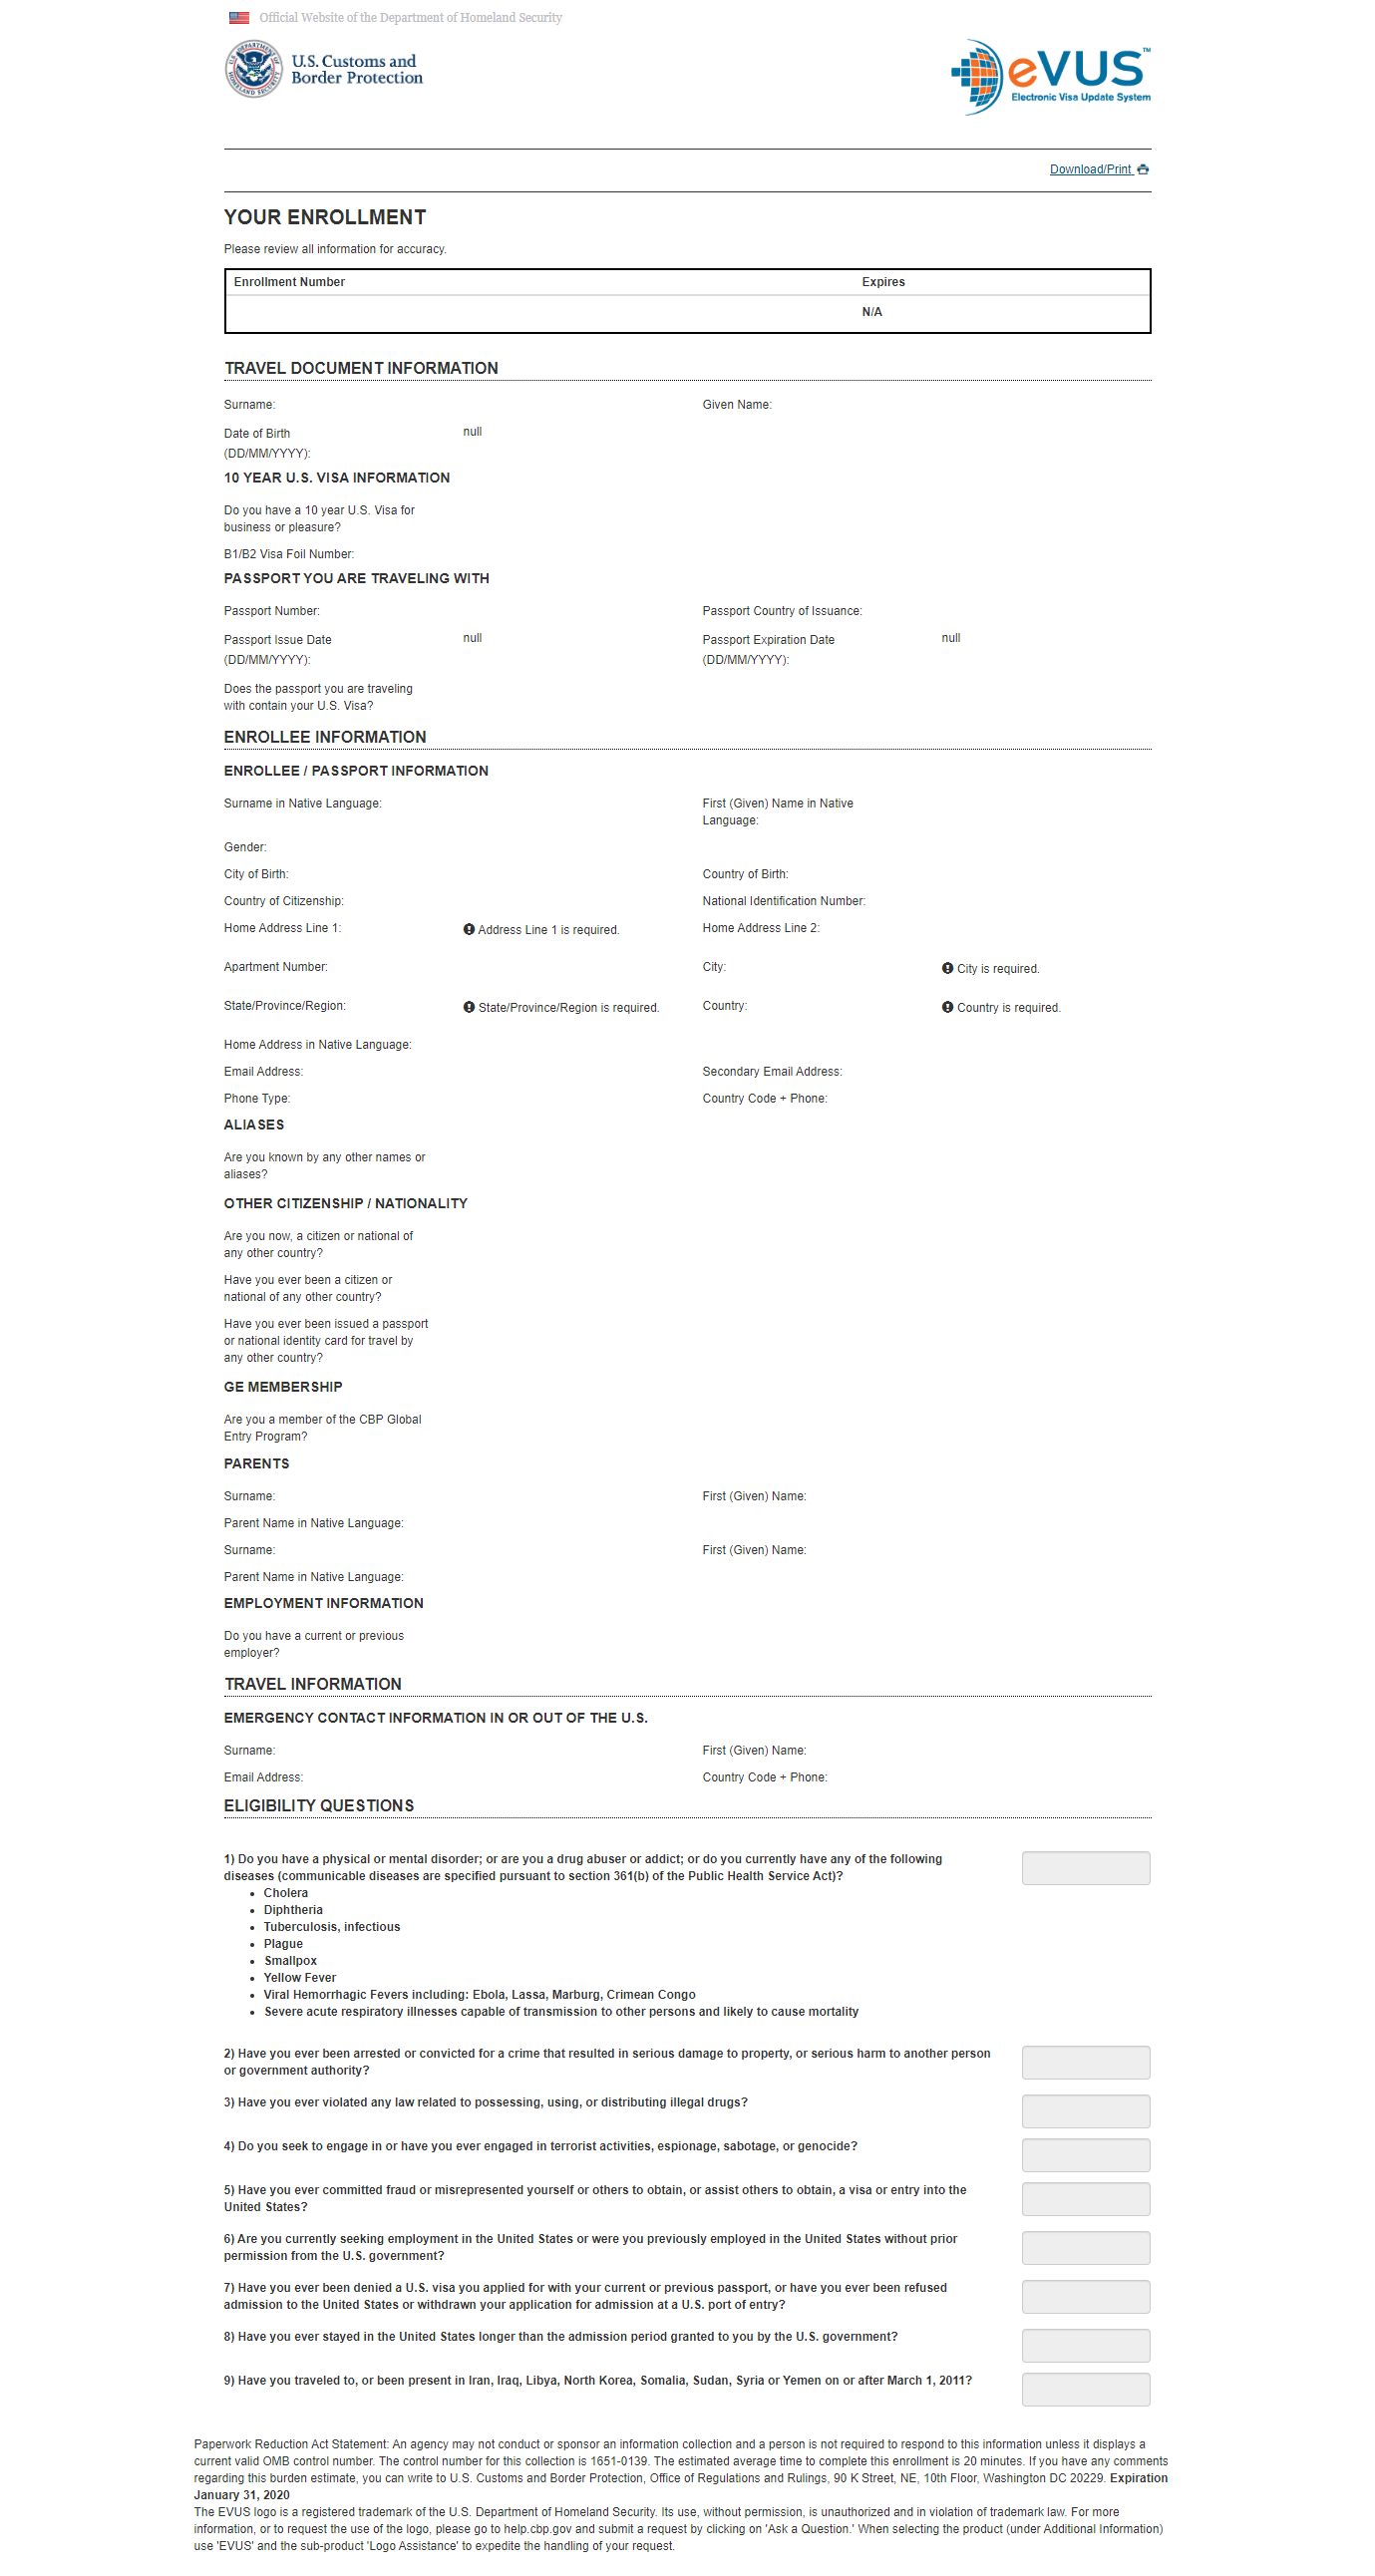 Official Website of the Department of Homeland Security
U.S. Customs and
Border Protection
eVUS™
Electronic Visa Update System
Download/Print
YOUR ENROLLMENT
Please review all information for accuracy.
Enrollment Number Expires
N/A
TRAVEL DOCUMENT INFORMATION
Surname: Given Name:
Date of Birth null
(DD/MM/YYYY):
10 YEAR U.S. VISA INFORMATION
Do you have a 10 year U.S. Visa for
business or pleasure?
B1/B2 Visa Foil Number:
PASSPORT YOU ARE TRAVELING WITH
Passport Number: Passport Country of Issuance:
Passport Issue Date null Passport Expiration Date null
(DD/MM/YYYY): (DD/MM/YYYY):
Does the passport you are traveling
with contain your U.S. Visa?
ENROLLEE INFORMATION
ENROLLEE / PASSPORT INFORMATION
Surname in Native Language: First (Given) Name in Native
Language:
Gender:
City of Birth: Country of Birth:
Country of Citizenship: National Identification Number:
Home Address Line 1: Address Line 1 is required. Home Address Line 2:
Apartment Number: City: City is required.
State/Province/Region: State/Province/Region is required. Country: Country is required.
Home Address in Native Language:
Email Address: Secondary Email Address:
Phone Type: Country Code + Phone:
ALIASES
Are you known by any other names or
aliases?
OTHER CITIZENSHIP / NATIONALITY
Are you now, a citizen or national of
any other country?
Have you ever been a citizen or
national of any other country?
Have you ever been issued a passport
or national identity card for travel by
any other country?
GE MEMBERSHIP
Are you a member of the CBP Global
Entry Program?
PARENTS
Surname: First (Given) Name:
Parent Name in Native Language:
Surname: First (Given) Name:
Parent Name in Native Language:
EMPLOYMENT INFORMATION
Do you have a current or previous
employer?
TRAVEL INFORMATION
EMERGENCY CONTACT INFORMATION IN OR OUT OF THE U.S.
Surname: First (Given) Name:
Email Address: Country Code + Phone:
ELIGIBILITY QUESTIONS
1) Do you have a physical or mental disorder; or are you a drug abuser or addict; or do you currently have any of the following
diseases (communicable diseases are specified pursuant to section 361(b) of the Public Health Service Act)?
• Cholera
• Diphtheria
• Tuberculosis, infectious
• Plague
• Smallpox
• Yellow Fever
• Viral Hemorrhagic Fevers including: Ebola, Lassa, Marburg, Crimean Congo
• Severe acute respiratory illnesses capable of transmission to other persons and likely to cause mortality
2) Have you ever been arrested or convicted for a crime that resulted in serious damage to property, or serious harm to another person
or government authority?
3) Have you ever violated any law related to possessing, using, or distributing illegal drugs?
4) Do you seek to engage in or have you ever engaged in terrorist activities, espionage, sabotage, or genocide?
5) Have you ever committed fraud or misrepresented yourself or others to obtain, or assist others to obtain, a visa or entry into the
United States?
6) Are you currently seeking employment in the United States or were you previously employed in the United States without prior
permission from the U.S. government?
7) Have you ever been denied a U.S. visa you applied for with your current or previous passport, or have you ever been refused
admission to the United States or withdrawn your application for admission at a U.S. port of entry?
8) Have you ever stayed in the United States longer than the admission period granted to you by the U.S. government?
9) Have you traveled to, or been present in Iran, Iraq, Libya, North Korea, Somalia, Sudan, Syria or Yemen on or after March 1, 2011?
Paperwork Reduction Act Statement: An agency may not conduct or sponsor an information collection and a person is not required to respond to this information unless it displays a
current valid OMB control number. The control number for this collection is 1651-0139. The estimated average time to complete this enrollment is 20 minutes. If you have any comments
regarding this burden estimate, you can write to U.S. Customs and Border Protection, Office of Regulations and Rulings, 90 K Street, NE, 10th Floor, Washington DC 20229. Expiration
January 31, 2020
The EVUS logo is a registered trademark of the U.S. Department of Homeland Security. Its use, without permission, is unauthorized and in violation of trademark law. For more
information, or to request the use of the logo, please go to help.cbp.gov and submit a request by clicking on 'Ask a Question.' When selecting the product (under Additional Information)
use 'EVUS' and the sub-product 'Logo Assistance' to expedite the handling of your request.